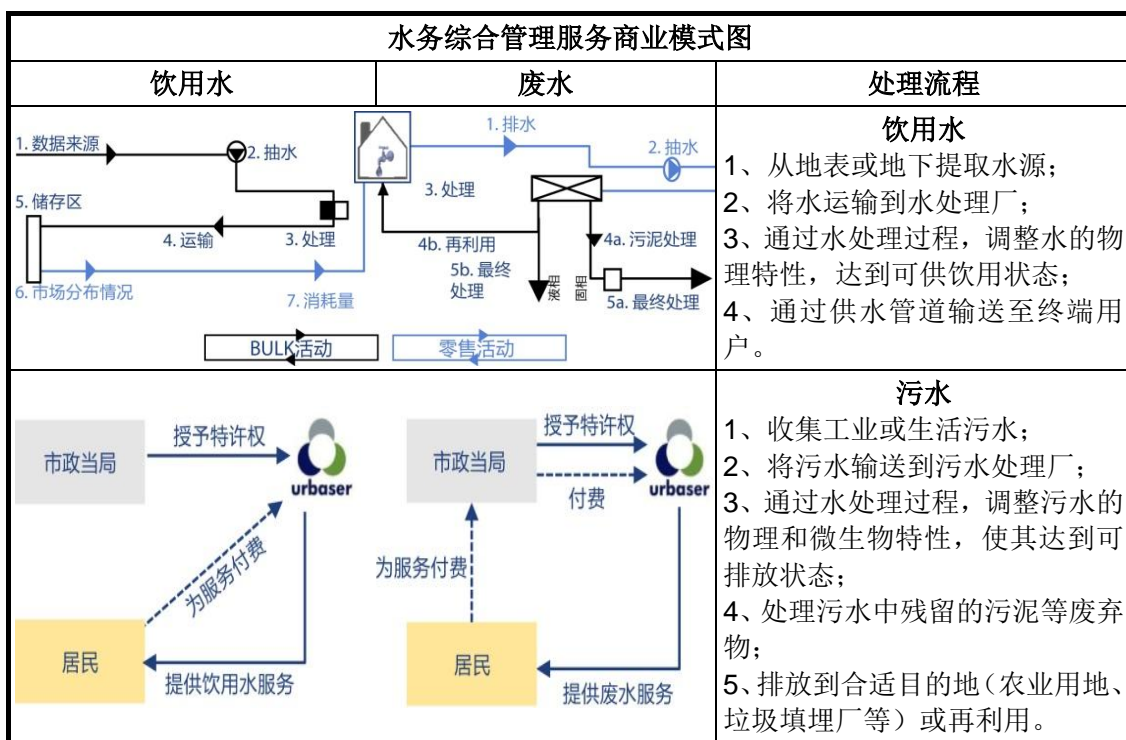 水务综合管理服务商业模式图
饮用水
废水
处理流程
1. 数据来源
2. 抽水
5. 储存区
4. 运输
3. 处理
6. 市场分布情况
7. 消耗量
1. 排水
2. 抽水
3. 处理
4b. 再利用
4a. 污泥处理
5b. 最终
处理
液相
固相
5a. 最终处理
BULK活动
零售活动
饮用水
1、从地表或地下提取水源；
2、将水运输到水处理厂；
3、通过水处理过程，调整水的物
理特性，达到可供饮用状态；
4、通过供水管道输送至终端用
户。
市政当局
授予特许权
urbaser
为服务付费
居民
提供饮用水服务
市政当局
授予特许权
付费
urbaser
为服务付费
居民
提供废水服务
污水
1、收集工业或生活污水；
2、将污水输送到污水处理厂；
3、通过水处理过程，调整污水的
物理和微生物特性，使其达到可
排放状态；
4、处理污水中残留的污泥等废弃
物；
5、排放到合适目的地（农业用地、
垃圾填埋厂等）或再利用。